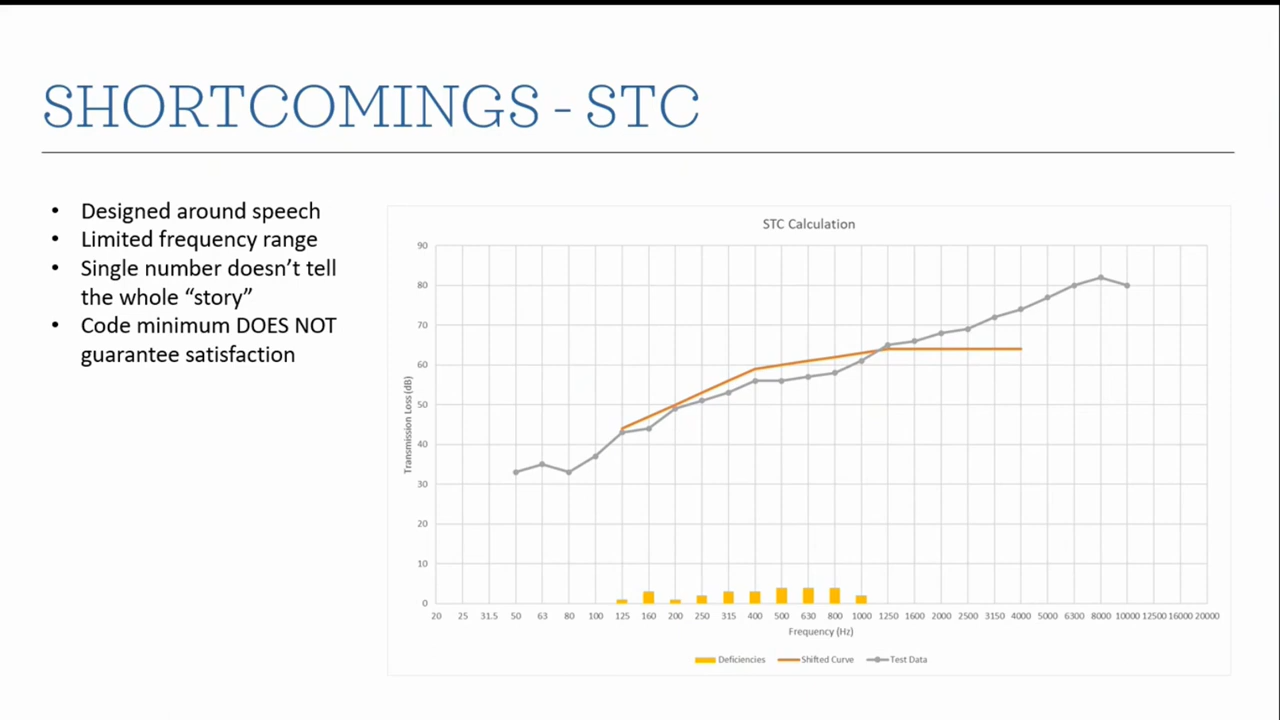 SHORTCOMINGS - STC
• Designed around speech
• Limited frequency range
• Single number doesn't tell
the whole “story”
• Code minimum DOES NOT
guarantee satisfaction
STC Calculation
90
80
70
60
50
40
30
20
10
0
Transmission Loss (dB)
20 25 31.5 50 63 80 100 125 160 200 250 315 400 500 630 800 1000 1250 1600 2000 2500 3150 4000 5000 6300 8000 10000 12500 16000 20000
Frequency (Hz)
Deficiencies Shifted Curve Test Data